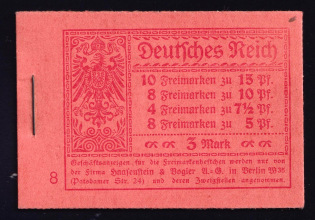 Deutsches Reich
10 Freimarken zu 15 Pf.
8 Freimarken zu 10 Pf.
4 Freimarken zu 7½ Pf.
8 Freimarken zu 5 Pf.
3 Mark
Geschäftsanzeigen für die Freimarkenheftchen werden nur von
der Firma Haasenstein & Vogler A.-G. in Berlin W 35
(Potsdamer Str. 24) und deren Zweigstellen angenommen.
8